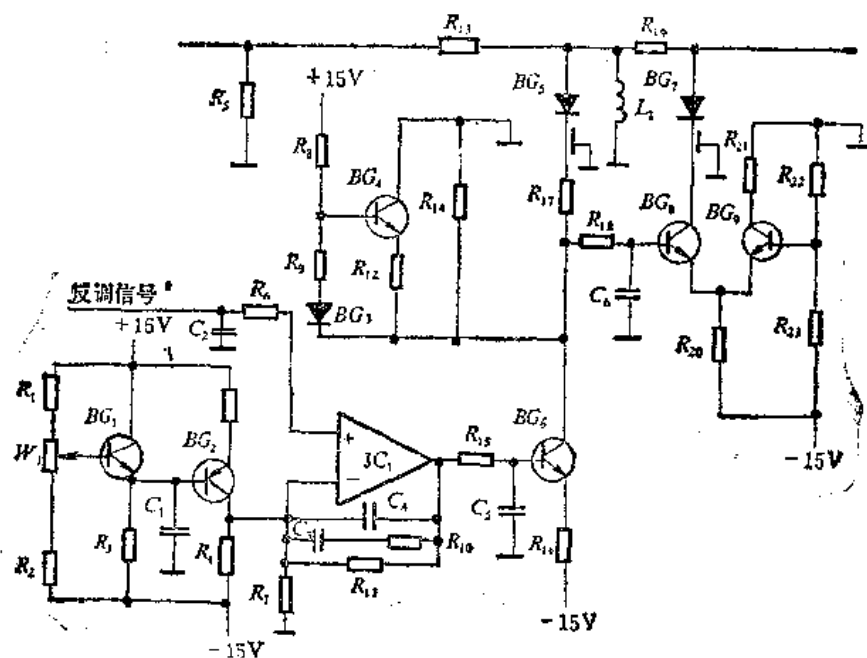 R₁₃
R₁₉
+15V
R₅
BG₅
BG₇
L₂
R₈
R₂₁
R₂₂
BG₄
R₁₄
R₁₇
BG₈
BG₉
R₁₈
R₉
R₁₂
反调信号
R₆
C₆
BG₃
+15V
C₂
R₂₀
R₂₃
R₁
BG₁
BG₆
W₁
BG₂
3C₁
R₁₅
-15V
C₁
C₄
C₅
C₃
R₂
R₃
R₄
R₁₀
R₇
-15V
-15V